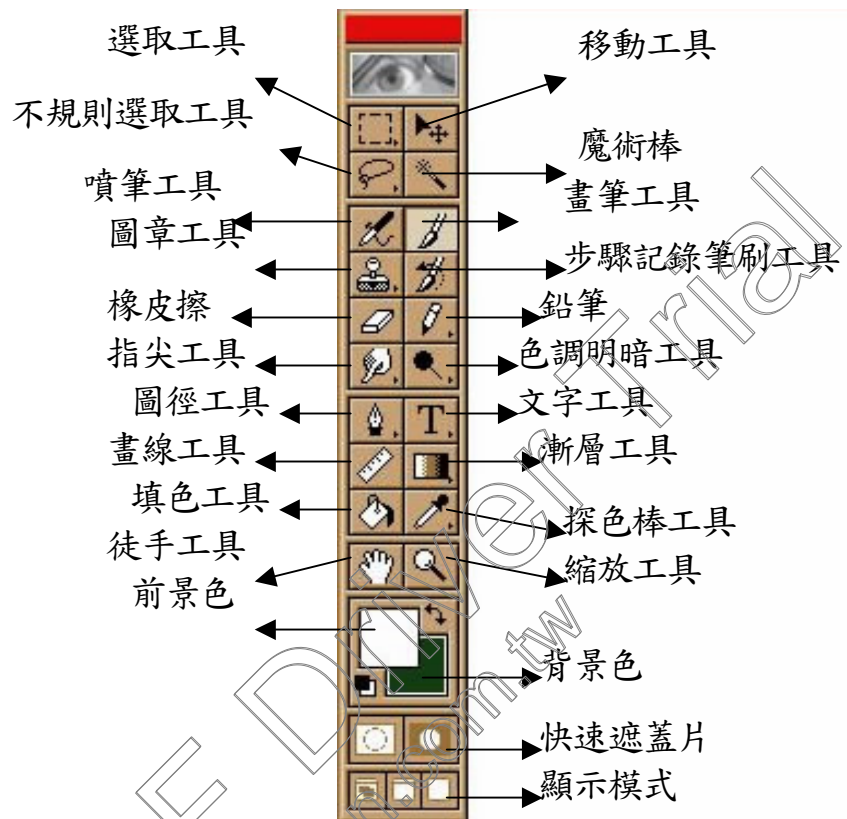 選取工具
移動工具
不規則選取工具
魔術棒
噴筆工具
畫筆工具
圖章工具
步驟記錄筆刷工具
橡皮擦
鉛筆
指尖工具
色調明暗工具
圖徑工具
文字工具
畫線工具
漸層工具
填色工具
探色棒工具
徒手工具
縮放工具
前景色
背景色
快速遮蓋片
顯示模式
T
Driver Trial
.com.tw